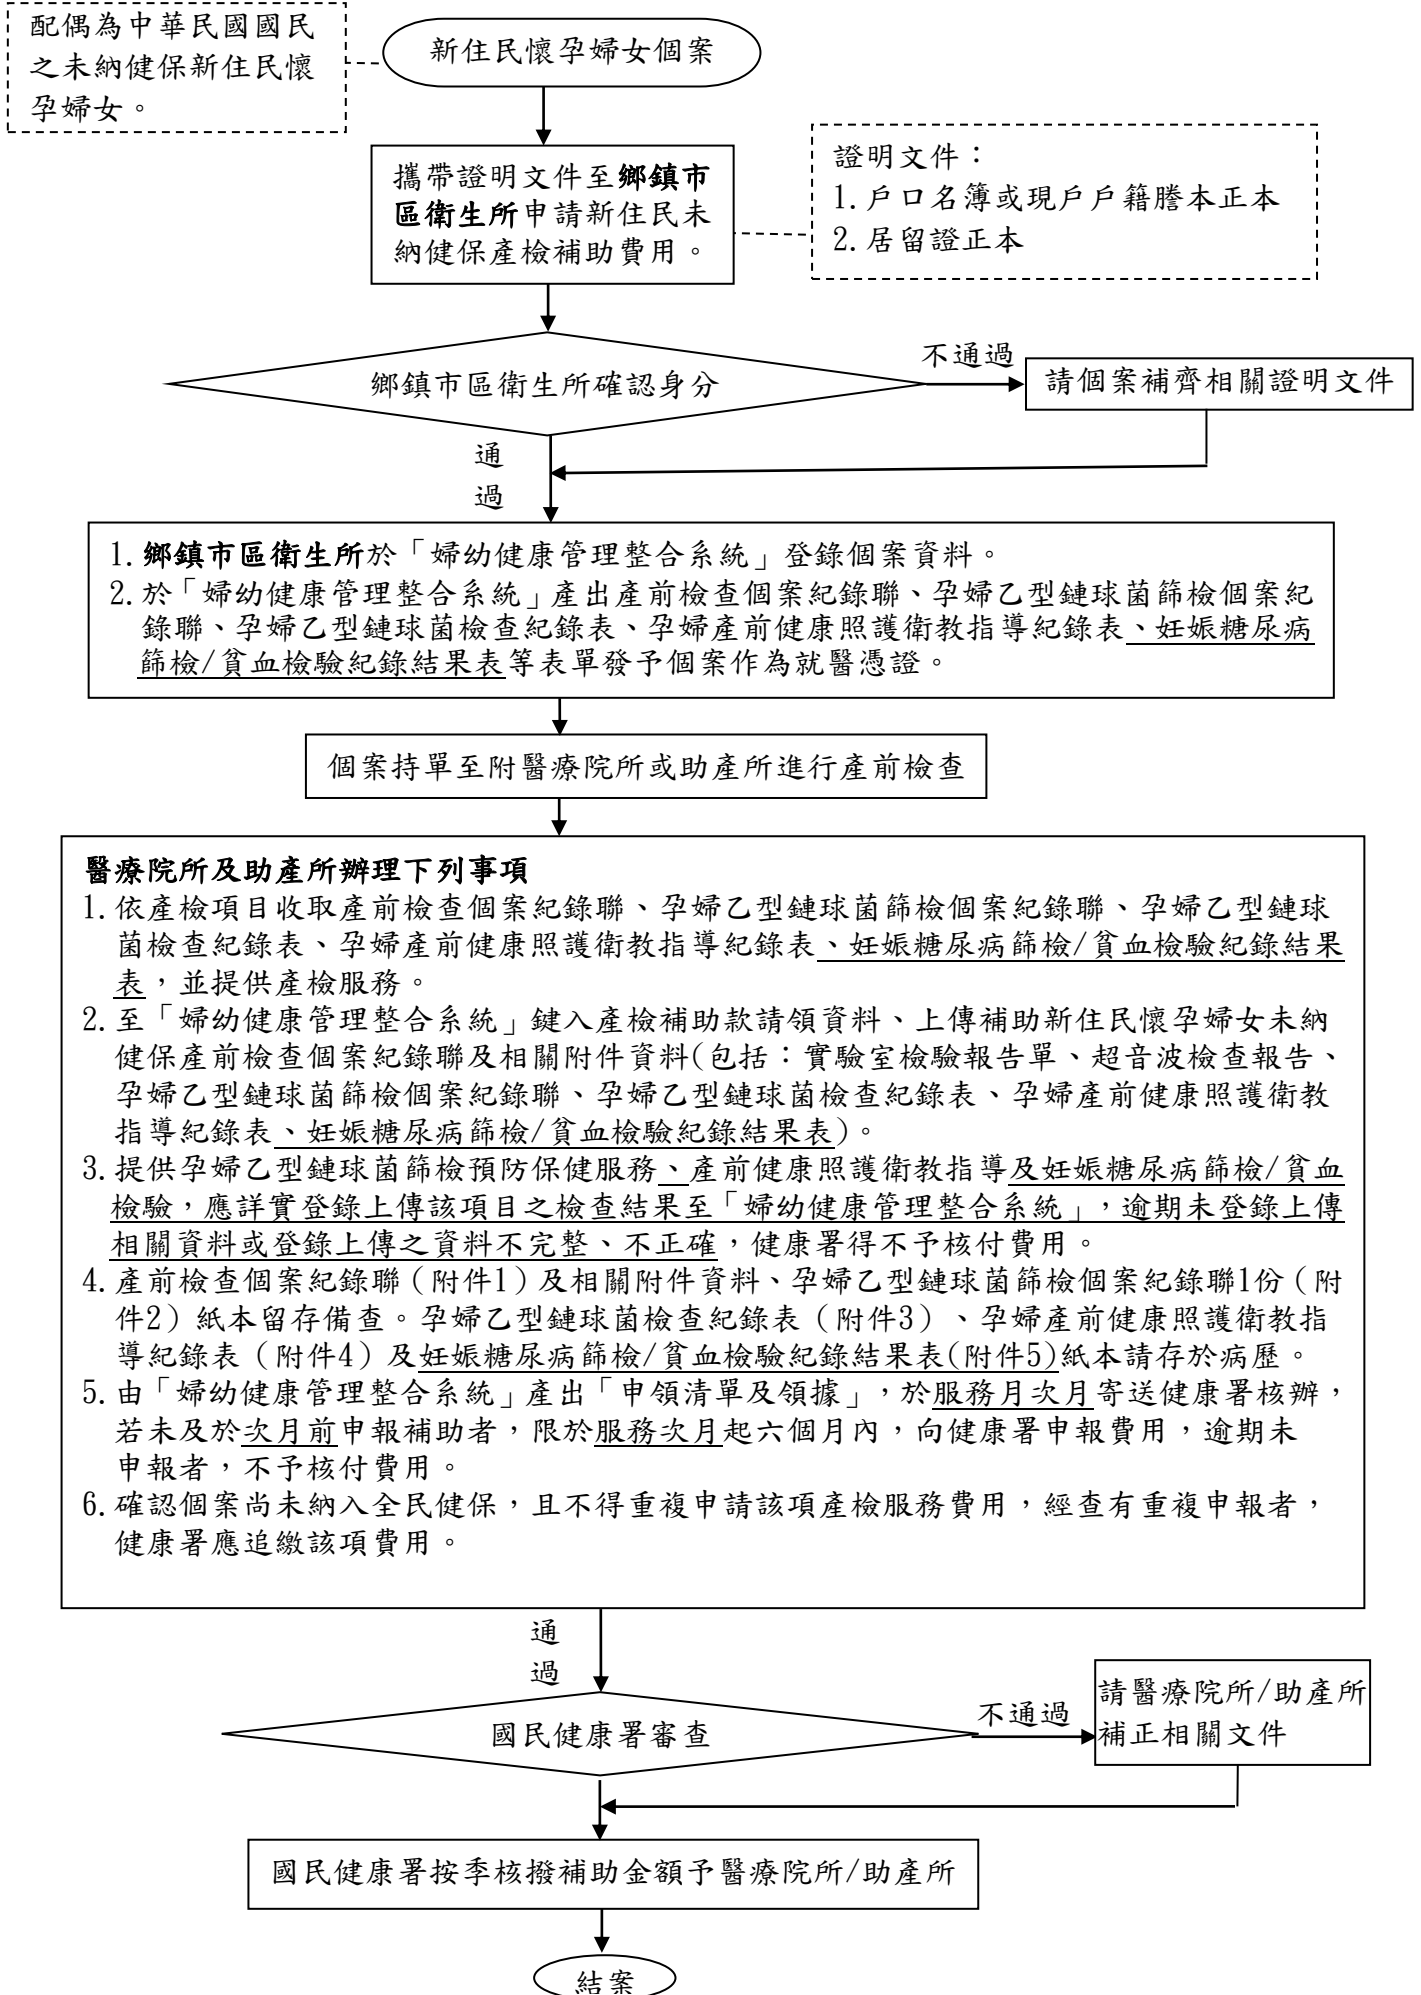 配偶為中華民國國民
之未納健保新住民懷
孕婦女。
新住民懷孕婦女個案
攜帶證明文件至鄉鎮市
區衛生所申請新住民未
納健保產檢補助費用。
證明文件：
1.戶口名簿或現戶戶籍謄本正本
2.居留證正本
鄉鎮市區衛生所確認身分
不通過
請個案補齊相關證明文件
通
過
1.鄉鎮市區衛生所於「婦幼健康管理整合系統」登錄個案資料。
2.於「婦幼健康管理整合系統」產出產前檢查個案紀錄聯、孕婦乙型鏈球菌篩檢個案紀
錄聯、孕婦乙型鏈球菌檢查紀錄表、孕婦產前健康照護衛教指導紀錄表、妊娠糖尿病
篩檢/貧血檢驗紀錄結果表等表單發予個案作為就醫憑證。
個案持單至附醫療院所或助產所進行產前檢查
醫療院所及助產所辦理下列事項
1.依產檢項目收取產前檢查個案紀錄聯、孕婦乙型鏈球菌篩檢個案紀錄聯、孕婦乙型鏈球
菌檢查紀錄表、孕婦產前健康照護衛教指導紀錄表、妊娠糖尿病篩檢/貧血檢驗紀錄結果
表，並提供產檢服務。
2.至「婦幼健康管理整合系統」鍵入產檢補助款請領資料、上傳補助新住民懷孕婦女未納
健保產前檢查個案紀錄聯及相關附件資料(包括：實驗室檢驗報告單、超音波檢查報告、
孕婦乙型鏈球菌篩檢個案紀錄聯、孕婦乙型鏈球菌檢查紀錄表、孕婦產前健康照護衛教
指導紀錄表、妊娠糖尿病篩檢/貧血檢驗紀錄結果表)。
3.提供孕婦乙型鏈球菌篩檢預防保健服務、產前健康照護衛教指導及妊娠糖尿病篩檢/貧血
檢驗，應詳實登錄上傳該項目之檢查結果至「婦幼健康管理整合系統」，逾期未登錄上傳
相關資料或登錄上傳之資料不完整、不正確，健康署得不予核付費用。
4.產前檢查個案紀錄聯（附件1）及相關附件資料、孕婦乙型鏈球菌篩檢個案紀錄聯1份（附
件2）紙本留存備查。孕婦乙型鏈球菌檢查紀錄表（附件3）、孕婦產前健康照護衛教指
導紀錄表（附件4）及妊娠糖尿病篩檢/貧血檢驗紀錄結果表(附件5)紙本請存於病歷。
5.由「婦幼健康管理整合系統」產出「申領清單及領據」，於服務月次月寄送健康署核辦，
若未及於次月前申報補助者，限於服務次月起六個月內，向健康署申報費用，逾期未
申報者，不予核付費用。
6.確認個案尚未納入全民健保，且不得重複申請該項產檢服務費用，經查有重複申報者，
健康署應追繳該項費用。
通
過
國民健康署審查
不通過
請醫療院所/助產所
補正相關文件
國民健康署按季核撥補助金額予醫療院所/助產所
結案